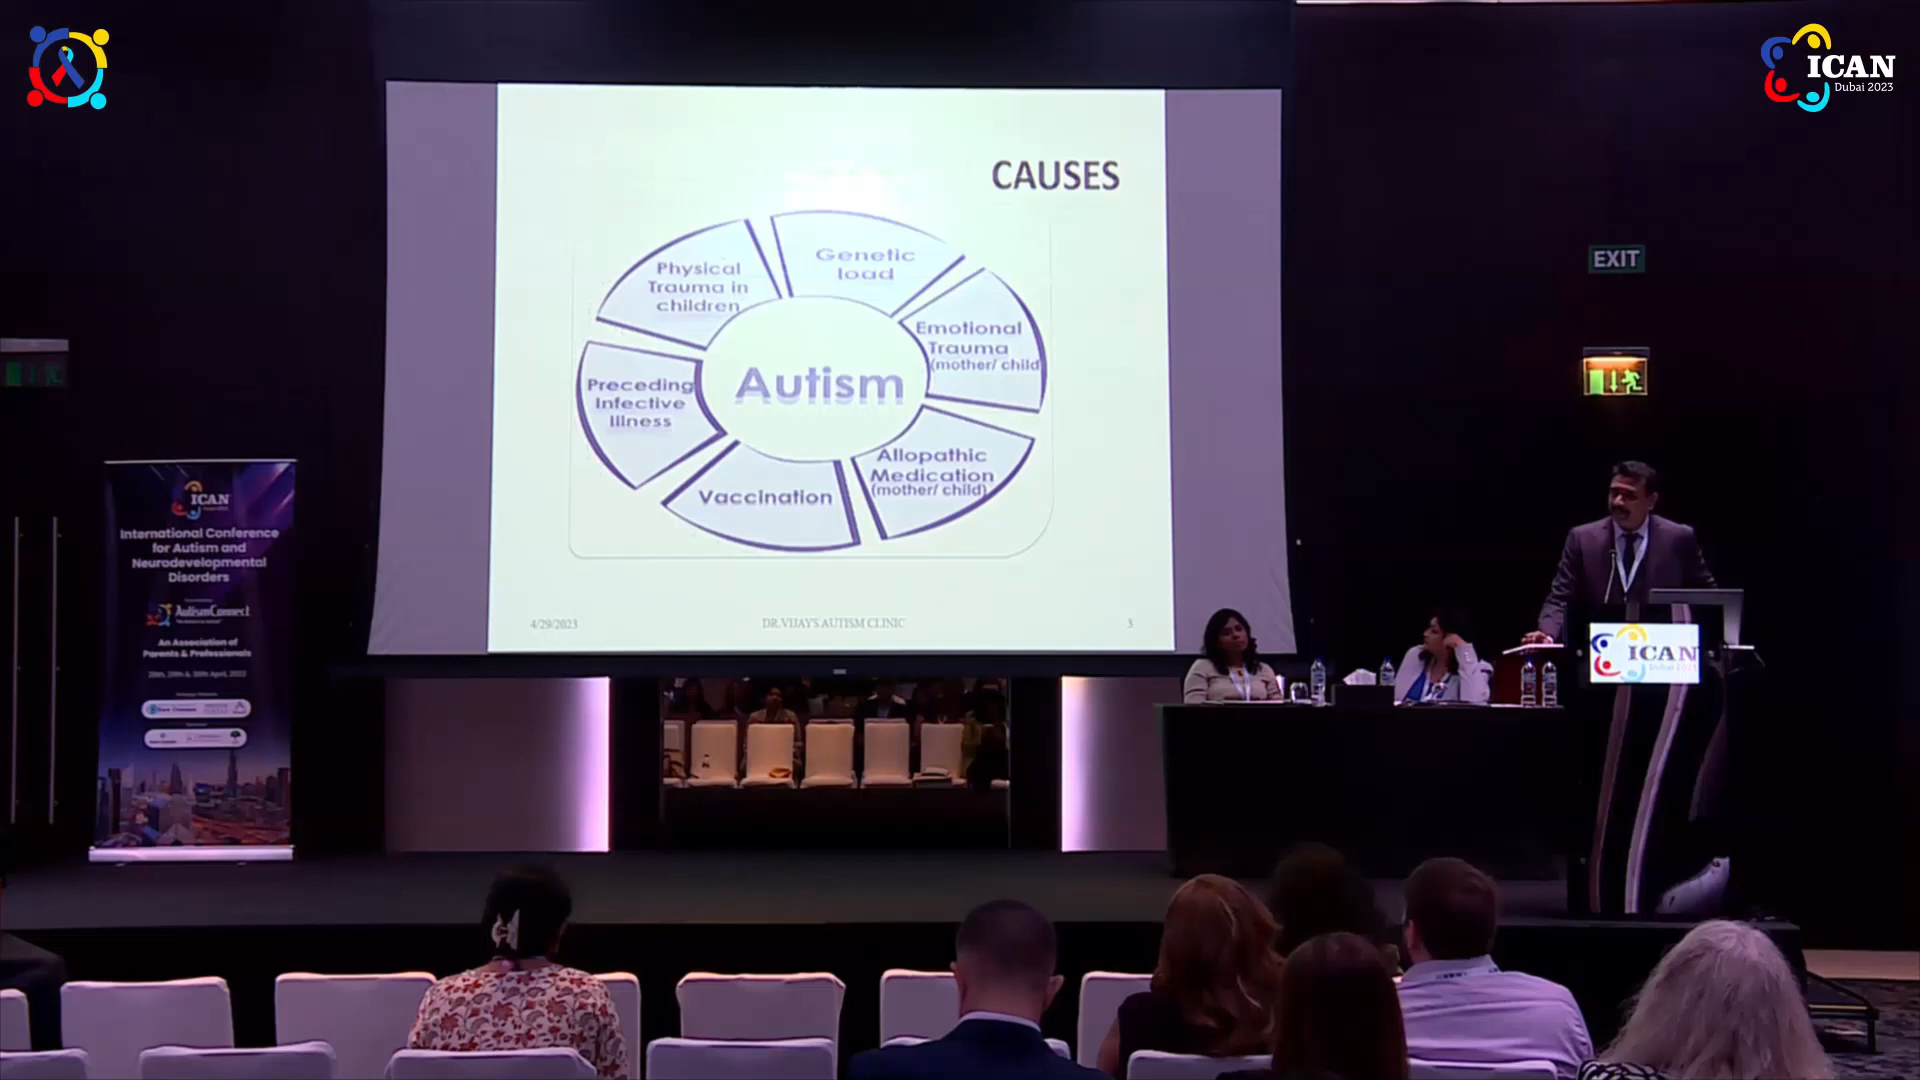 ICAN
Dubai 2023
CAUSES
Genetic
load
Physical
Trauma in
children
Emotional
Trauma
(mother/ child
Autism
Preceding
Infective
Illness
Allopathic
Medication
(mother/ child)
Vaccination
4/29/2023
DR.VIJAYS AUTISM CLINIC
3
EXIT
ICAN
International Conference
for Autism and
Neurodevelopmental
Disorders
AutismConnect
An Association of
Parents & Professionals
ICAN
Dubai 2023